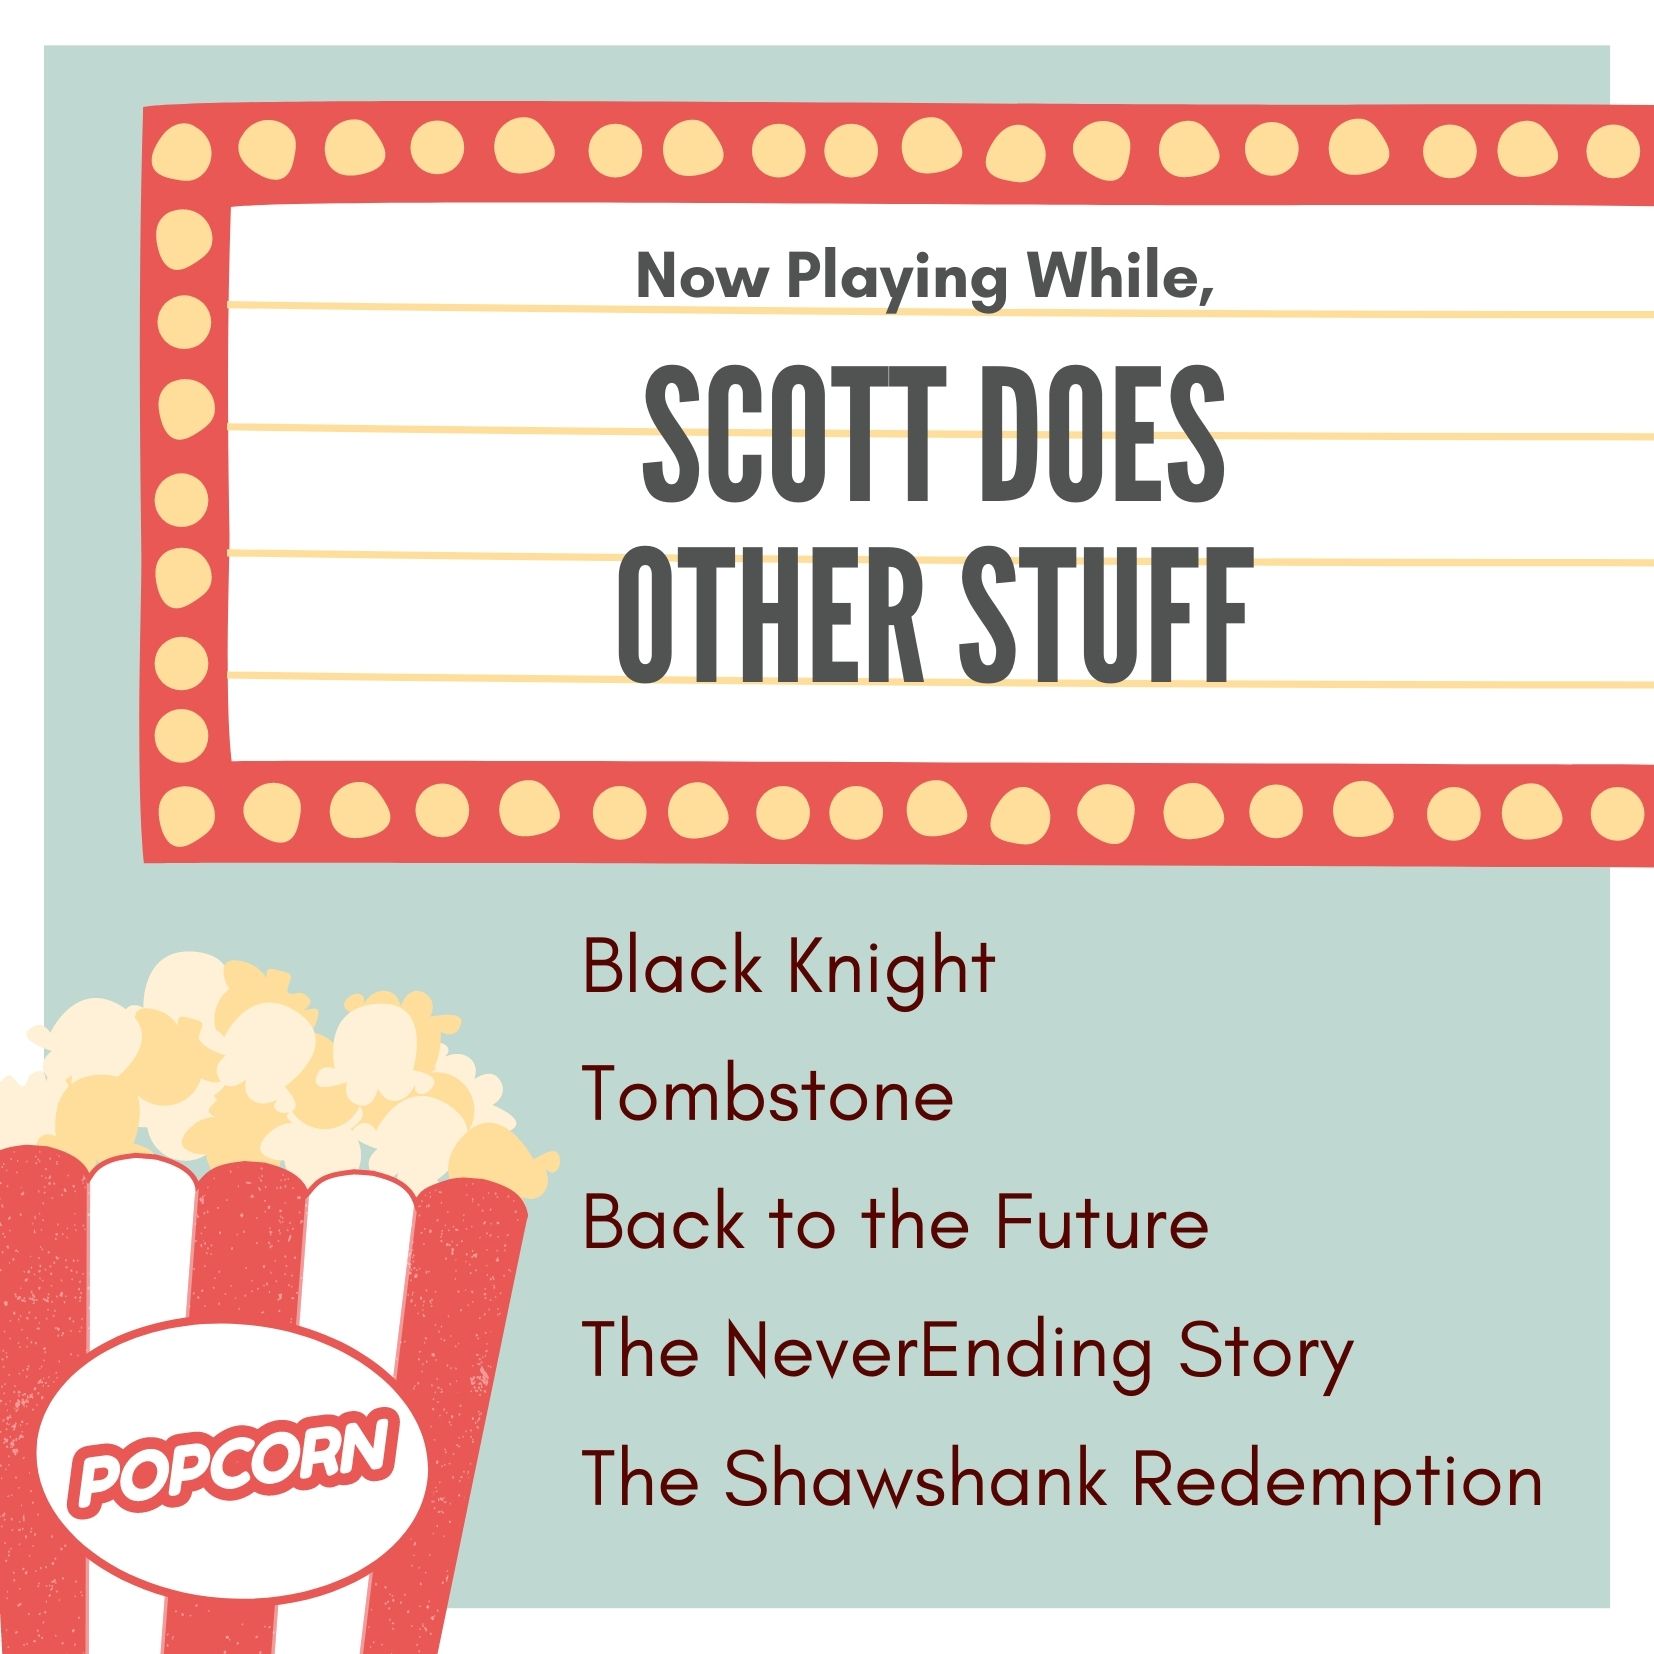 Now Playing While,
SCOTT DOES
OTHER STUFF
Black Knight
Tombstone
Back to the Future
The NeverEnding Story
The Shawshank Redemption
POPCORN